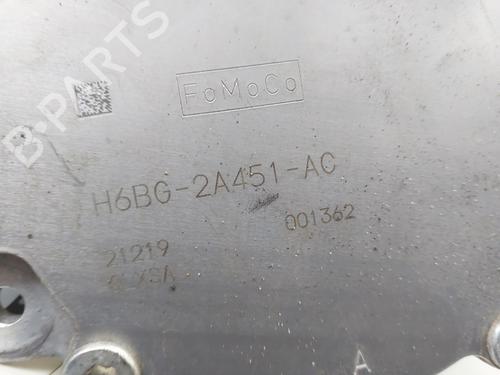 B-PARTS
FoMoCo
H6BG-2A451-AC
001362
21219
A